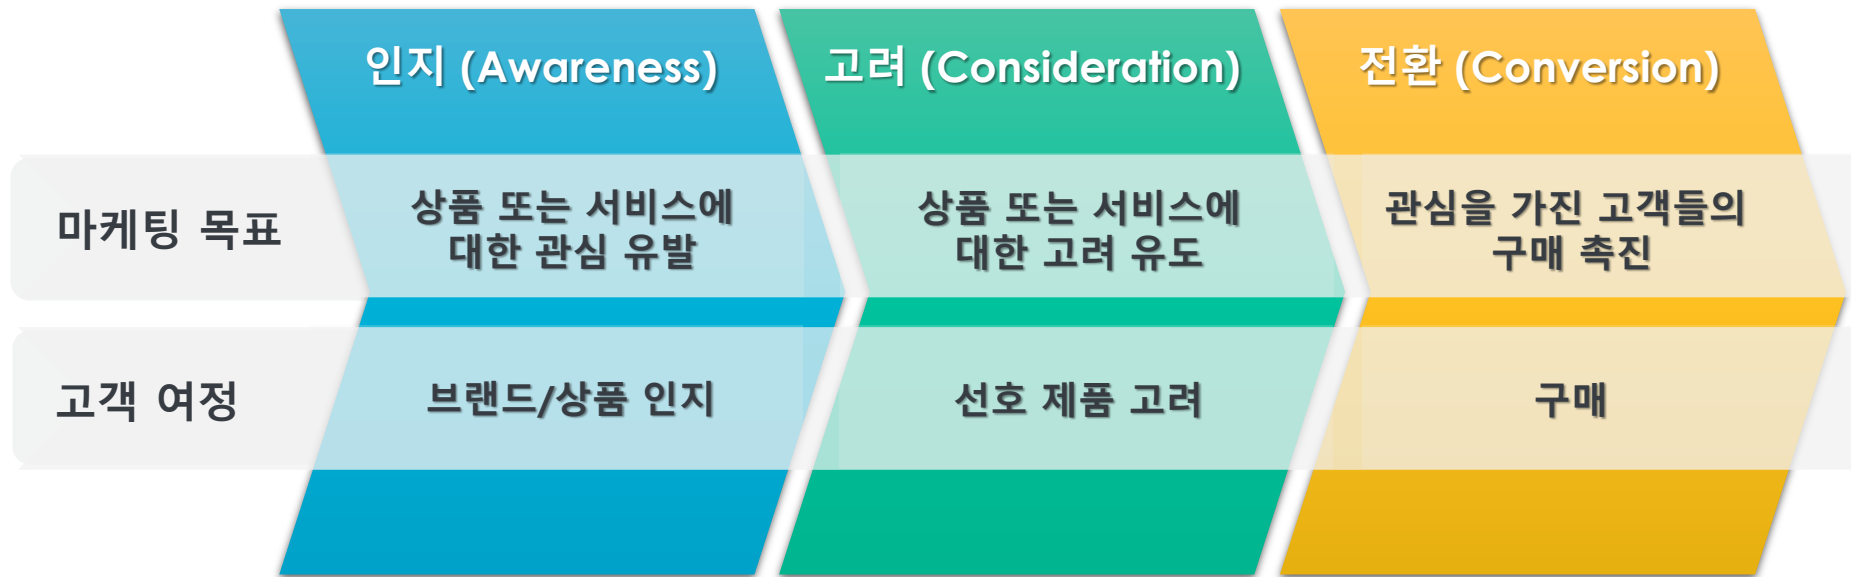 인지 (Awareness)
고려 (Consideration)
전환 (Conversion)
마케팅 목표
상품 또는 서비스에
대한 관심 유발
상품 또는 서비스에
대한 고려 유도
관심을 가진 고객들의
구매 촉진
고객 여정
브랜드/상품 인지
선호 제품 고려
구매